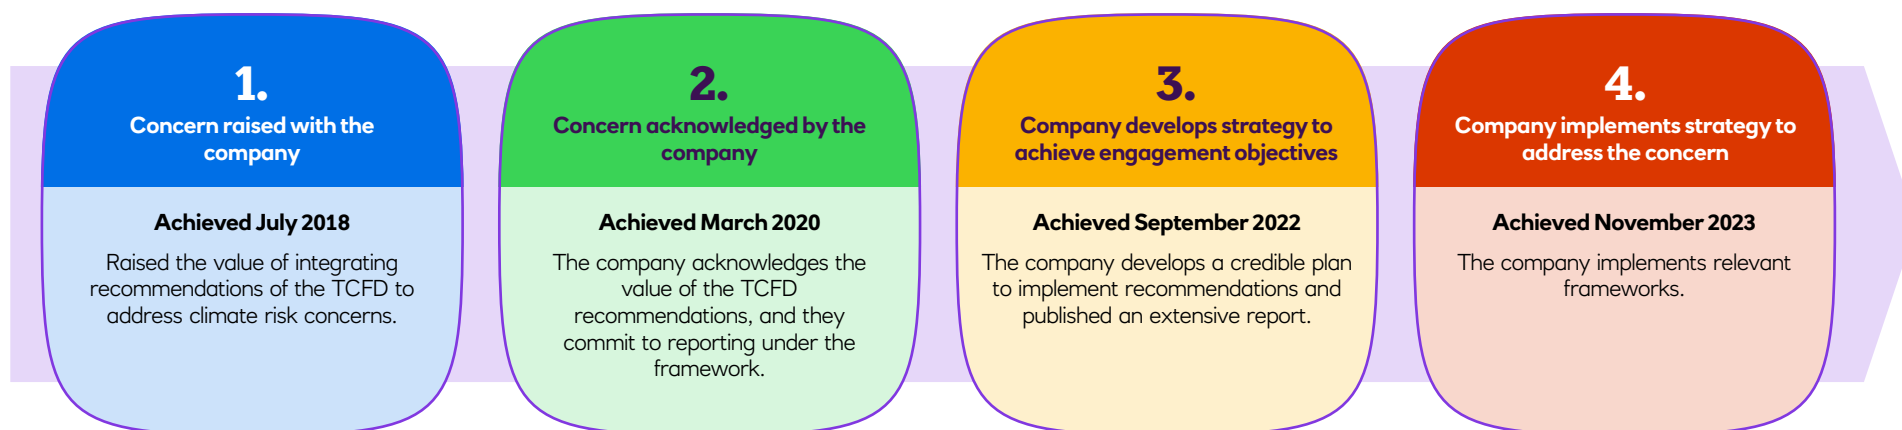 1.
Concern raised with the
company
Achieved July 2018
Raised the value of integrating
recommendations of the TCFD to
address climate risk concerns.
2.
Concern acknowledged by the
company
Achieved March 2020
The company acknowledges the
value of the TCFD
recommendations, and they
commit to reporting under the
framework.
3.
Company develops strategy to
achieve engagement objectives
Achieved September 2022
The company develops a credible plan
to implement recommendations and
published an extensive report.
4.
Company implements strategy to
address the concern
Achieved November 2023
The company implements relevant
frameworks.